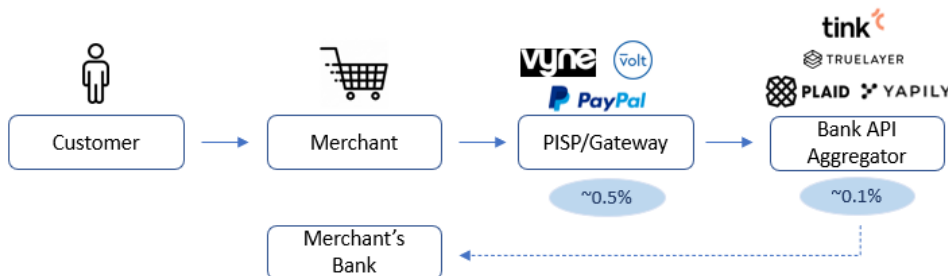 tink
vyne
volt
TRUELAYER
PayPal
PLAID
YAPILY
Customer
Merchant
PISP/Gateway
Bank API
Aggregator
~0.5%
~0.1%
Merchant's
Bank